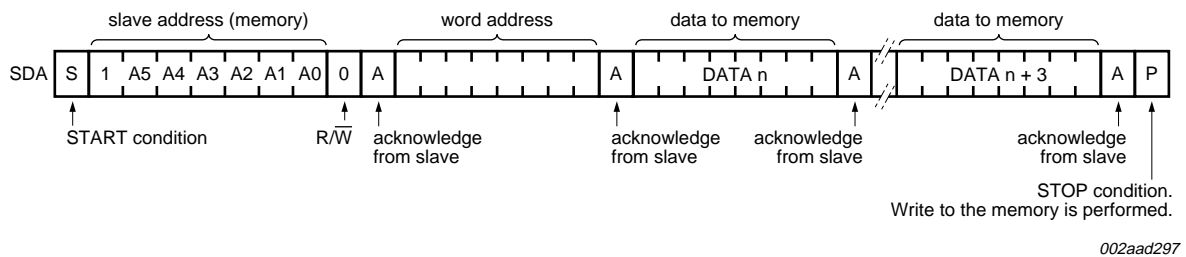 slave address (memory) word address data to memory data to memory
SDA S 1 A5 A4 A3 A2 A1 A0 0 A A DATA n A DATA n + 3 A P
START condition R/W̅ acknowledge from slave acknowledge from slave acknowledge from slave acknowledge from slave
STOP condition.
Write to the memory is performed.
002aad297